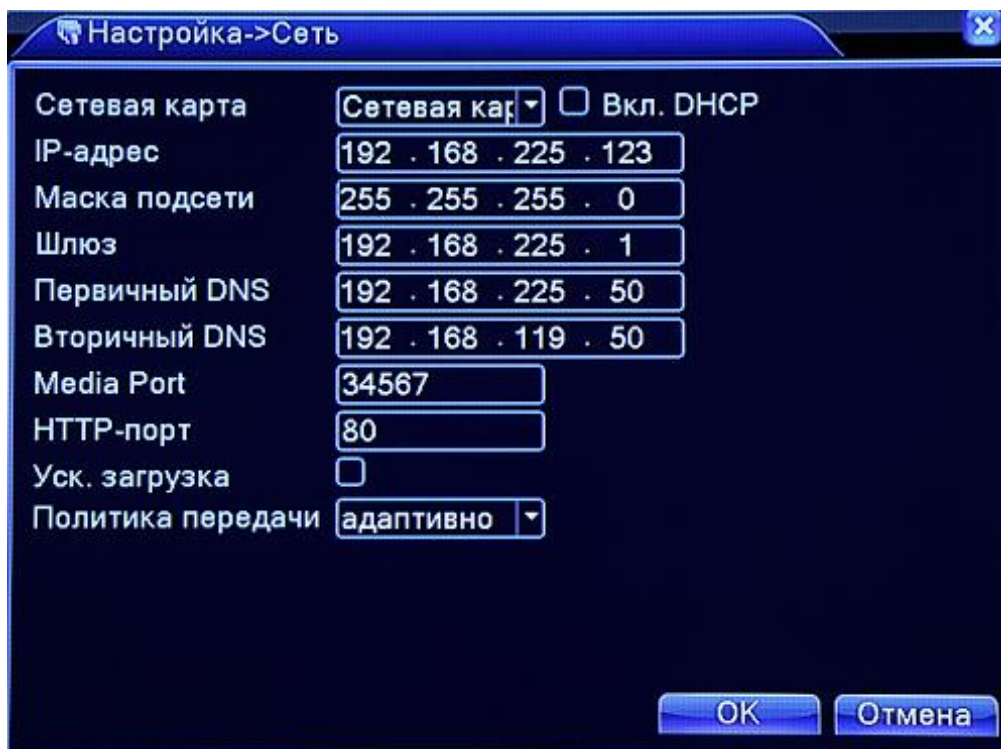 Настройка->Сеть
Сетевая карта Сетевая кар Вкл. DHCP
IP-адрес 192 . 168 . 225 . 123
Маска подсети 255 . 255 . 255 . 0
Шлюз 192 . 168 . 225 . 1
Первичный DNS 192 . 168 . 225 . 50
Вторичный DNS 192 . 168 . 119 . 50
Media Port 34567
HTTP-порт 80
Уск. загрузка
Политика передачи адаптивно
OK Отмена